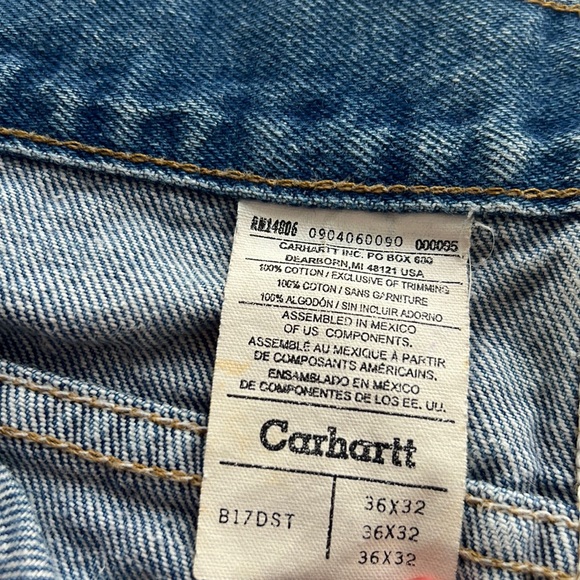 RN14806 0904060090 000095
CARHARTT INC. PO BOX 600
DEARBORN, MI 48121 USA
100% COTTON / EXCLUSIVE OF TRIMMING
100% COTON / SANS GARNITURE
100% ALGODÓN / SIN INCLUIR ADORNO
ASSEMBLED IN MEXICO
OF US COMPONENTS.
ASSEMBLÉ AU MEXIQUE À PARTIR
DE COMPOSANTS AMÉRICAINS.
ENSAMBLADO EN MÉXICO
DE COMPONENTES DE LOS EE. UU.
Carhartt
B17DST
36X32
36X32
36X32